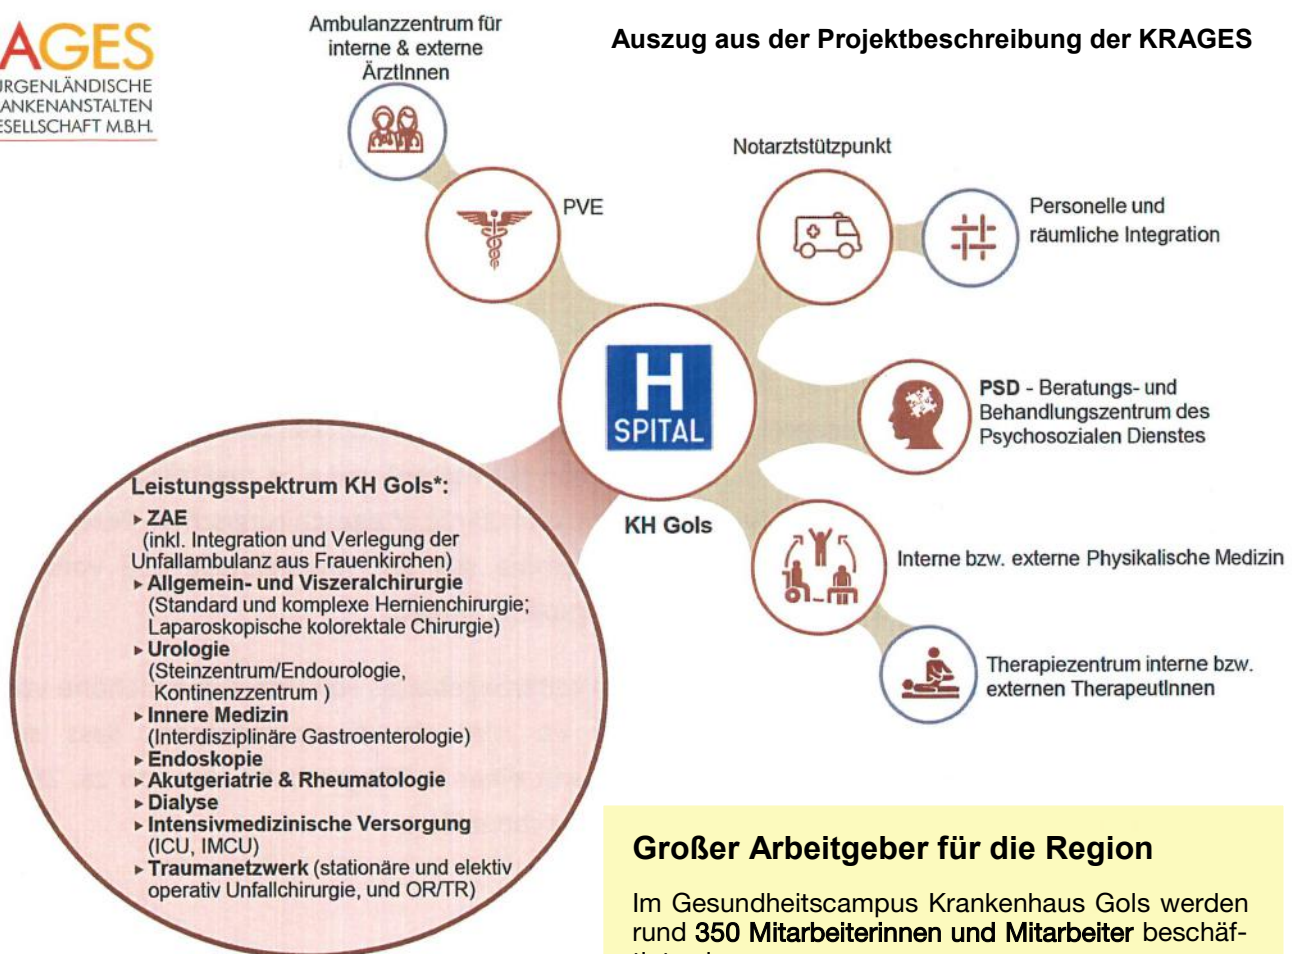 AGES
RGENLÄNDISCHE
ANKENANSTALTEN
ESELLSCHAFT M.B.H.
Ambulanzzentrum für
interne & externe
ÄrztInnen
Auszug aus der Projektbeschreibung der KRAGES
PVE
Notarztstützpunkt
Personelle und
räumliche Integration
H
SPITAL
KH Gols
PSD - Beratungs- und
Behandlungszentrum des
Psychosozialen Dienstes
Interne bzw. externe Physikalische Medizin
Therapiezentrum interne bzw.
externen TherapeutInnen
Leistungsspektrum KH Gols*:
▸ ZAE
(inkl. Integration und Verlegung der
Unfallambulanz aus Frauenkirchen)
▸ Allgemein- und Viszeralchirurgie
(Standard und komplexe Hernienchirurgie;
Laparoskopische kolorektale Chirurgie)
▸ Urologie
(Steinzentrum/Endourologie,
Kontinenzzentrum )
▸ Innere Medizin
(Interdisziplinäre Gastroenterologie)
▸ Endoskopie
▸ Akutgeriatrie & Rheumatologie
▸ Dialyse
▸ Intensivmedizinische Versorgung
(ICU, IMCU)
▸ Traumanetzwerk (stationäre und elektiv
operativ Unfallchirurgie, und OR/TR)
Großer Arbeitgeber für die Region
Im Gesundheitscampus Krankenhaus Gols werden
rund 350 Mitarbeiterinnen und Mitarbeiter beschäf-